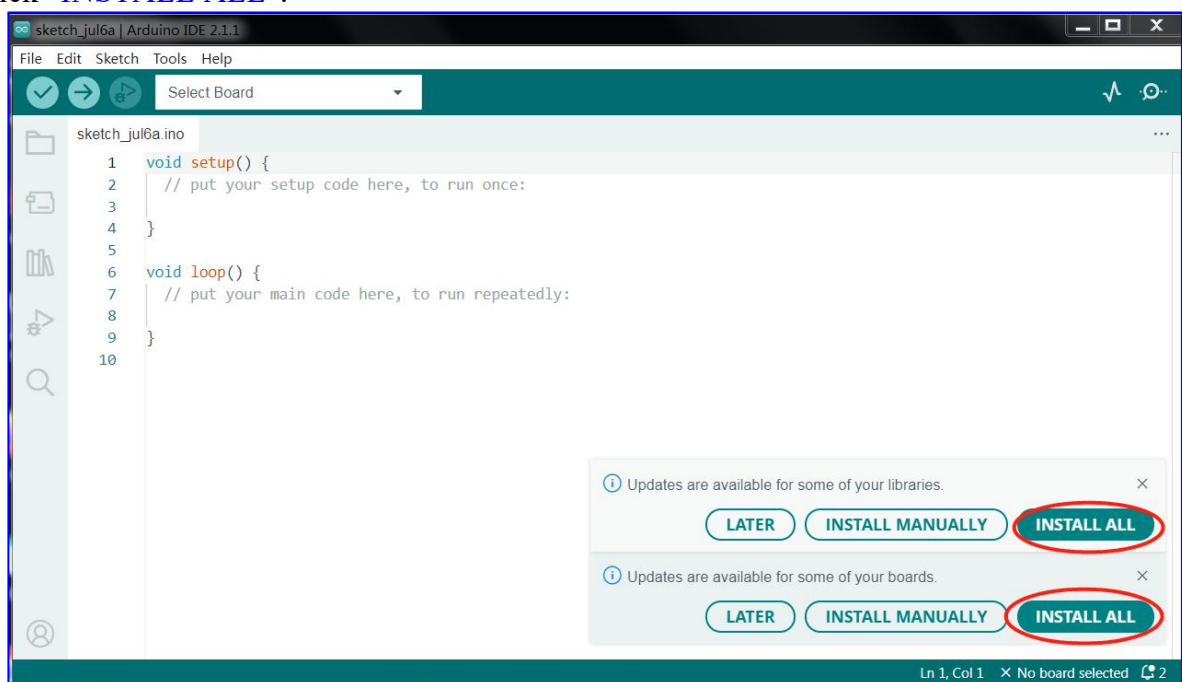 "INSTALL ALL".
sketch_jul6a | Arduino IDE 2.1.1
File Edit Sketch Tools Help
Select Board
sketch_jul6a.ino
1 void setup() {
2 // put your setup code here, to run once:
3
4 }
5
6 void loop() {
7 // put your main code here, to run repeatedly:
8
9 }
10
Updates are available for some of your libraries.
LATER INSTALL MANUALLY INSTALL ALL
Updates are available for some of your boards.
LATER INSTALL MANUALLY INSTALL ALL
Ln 1, Col 1 × No board selected 2